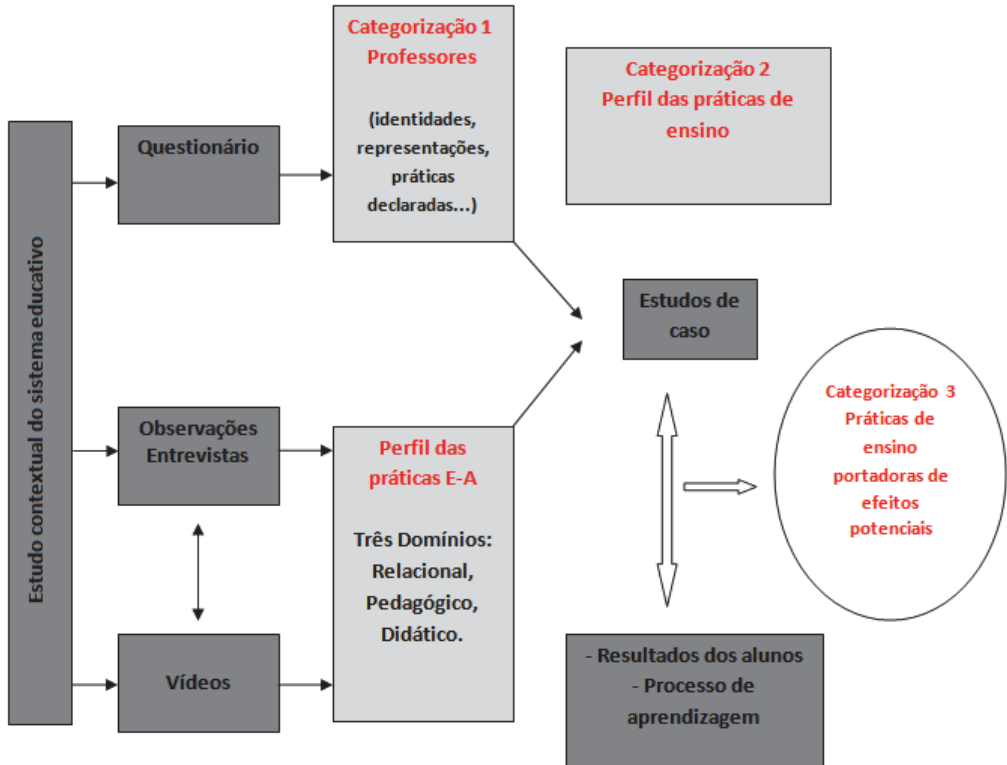 Estudo contextual do sistema educativo
Questionário
Categorização 1
Professores
(identidades,
representações,
práticas
declaradas...)
Categorização 2
Perfil das práticas de
ensino
Observações
Entrevistas
Vídeos
Perfil das
práticas E-A
Três Domínios:
Relacional,
Pedagógico,
Didático.
Estudos de
caso
Categorização 3
Práticas de
ensino
portadoras de
efeitos
potenciais
- Resultados dos alunos
- Processo de
aprendizagem